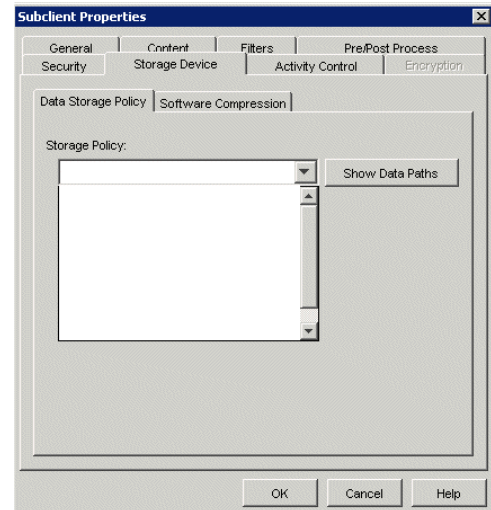 Subclient Properties
General Content Filters Pre/Post Process
Security Storage Device Activity Control Encryption
Data Storage Policy Software Compression
Storage Policy:
Show Data Paths
OK Cancel Help